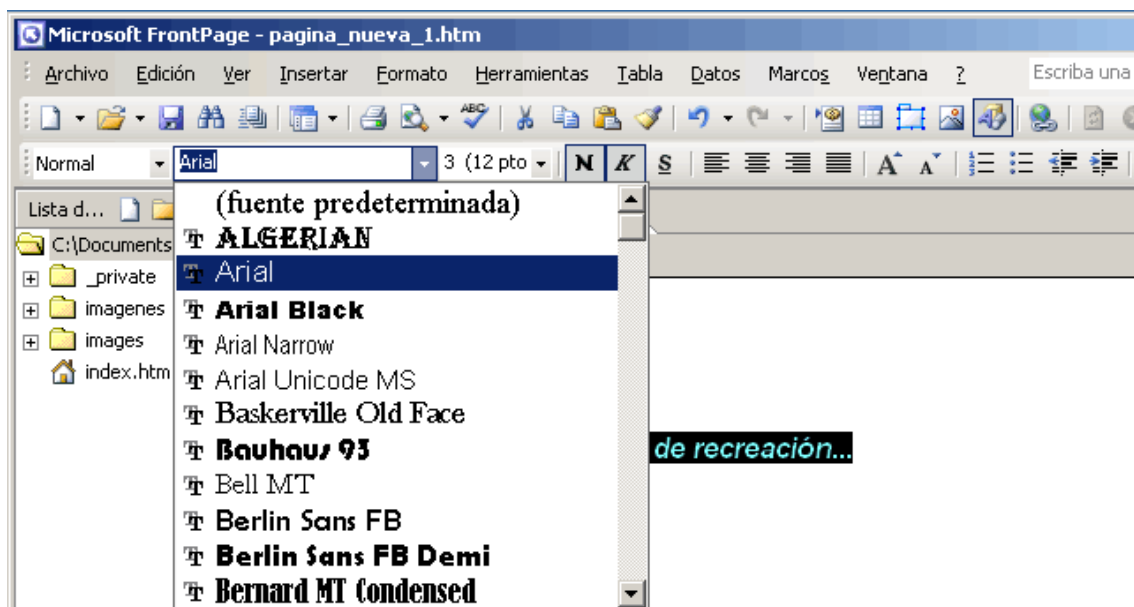 Microsoft FrontPage - pagina_nueva_1.htm
Archivo Edición Ver Insertar Formato Herramientas Tabla Datos Marcos Ventana ? Escriba una
ABC
Normal Arial 3 (12 pto N K S A A
Lista d...
(fuente predeterminada)
C:\Documents
ALGERIAN
_private
Arial
imagenes
Arial Black
images
Arial Narrow
index.htm
Arial Unicode MS
Baskerville Old Face
Bauhaus 93
de recreación...
Bell MT
Berlin Sans FB
Berlin Sans FB Demi
Bernard MT Condensed